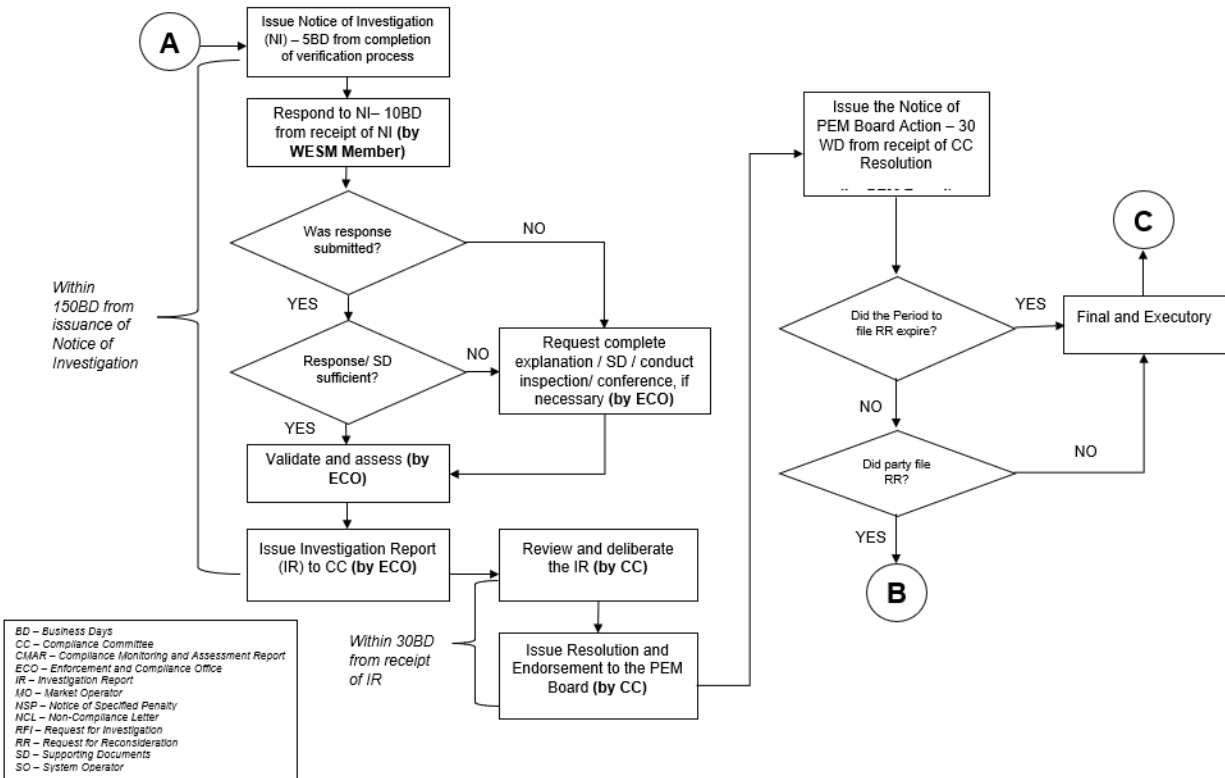 A
Issue Notice of Investigation
(NI) – 5BD from completion
of verification process
Respond to NI– 10BD
from receipt of NI (by
WESM Member)
Was response
submitted?
NO
YES
Within
150BD from
issuance of
Notice of
Investigation
Response/ SD
sufficient?
NO
Request complete
explanation / SD / conduct
inspection/ conference, if
necessary (by ECO)
YES
Validate and assess (by
ECO)
Issue Investigation Report
(IR) to CC (by ECO)
Review and deliberate
the IR (by CC)
Within 30BD
from receipt
of IR
Issue Resolution and
Endorsement to the PEM
Board (by CC)
Issue the Notice of
PEM Board Action – 30
WD from receipt of CC
Resolution
C
Did the Period to
file RR expire?
YES
Final and Executory
NO
Did party file
RR?
NO
YES
B
BD – Business Days
CC – Compliance Committee
CMAR – Compliance Monitoring and Assessment Report
ECO – Enforcement and Compliance Office
IR – Investigation Report
MO – Market Operator
NSP – Notice of Specified Penalty
NCL – Non-Compliance Letter
RFI – Request for Investigation
RR – Request for Reconsideration
SD – Supporting Documents
SO – System Operator